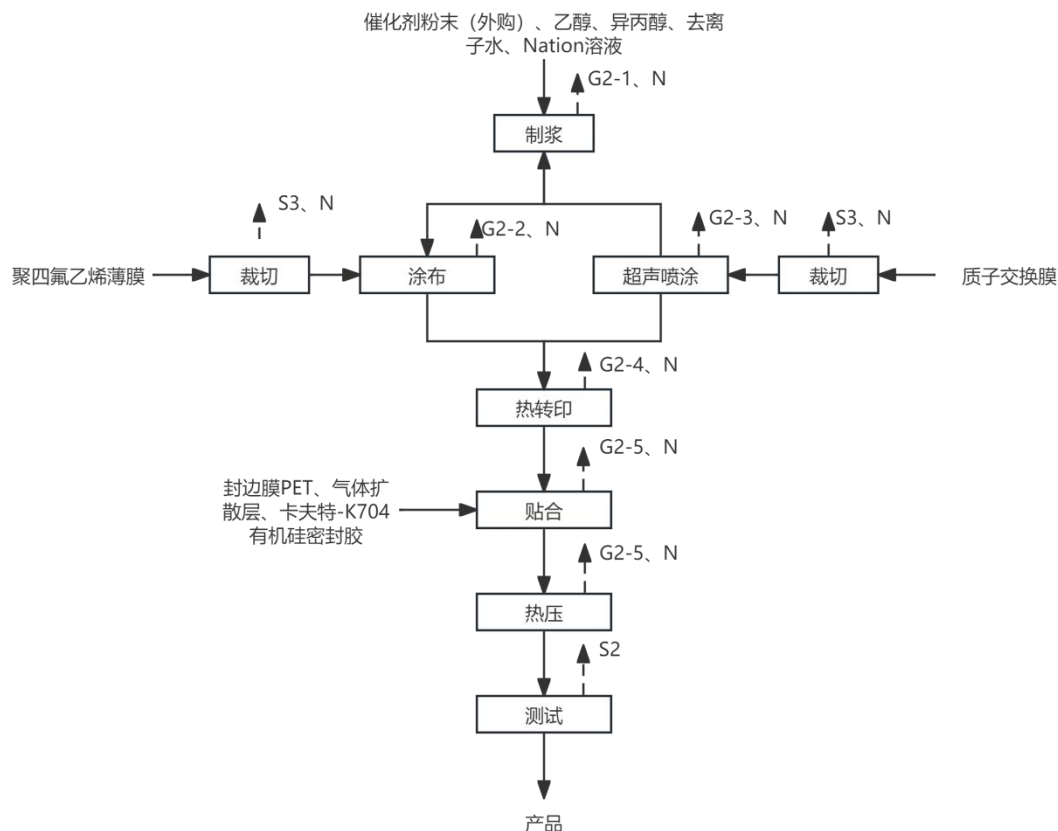 催化剂粉末（外购）、乙醇、异丙醇、去离
子水、Nation溶液
G2-1、N
制浆
S3、N
G2-2、N
G2-3、N
S3、N
聚四氟乙烯薄膜
裁切
涂布
超声喷涂
裁切
质子交换膜
G2-4、N
热转印
G2-5、N
封边膜PET、气体扩
散层、卡夫特-K704
有机硅密封胶
贴合
G2-5、N
热压
S2
测试
产品